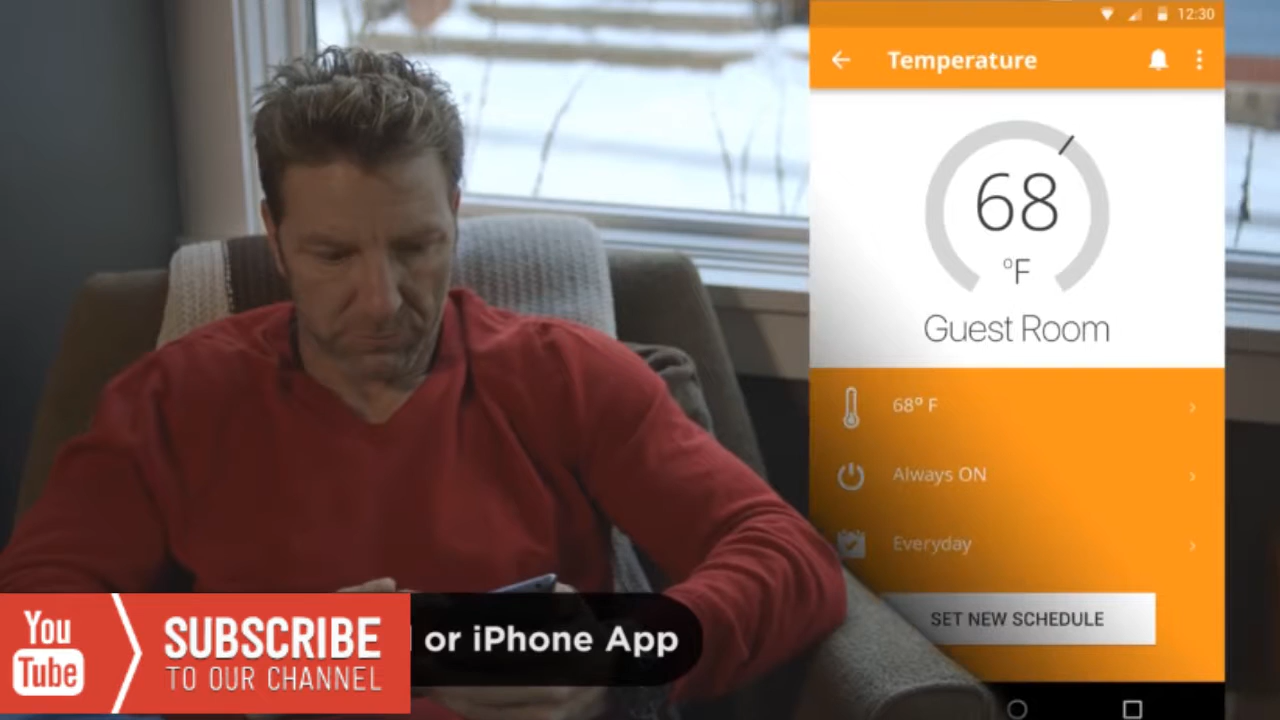 12:30
Temperature
68
°F
Guest Room
68° F
Always ON
Everyday
SET NEW SCHEDULE
or iPhone App
You
Tube
SUBSCRIBE
TO OUR CHANNEL